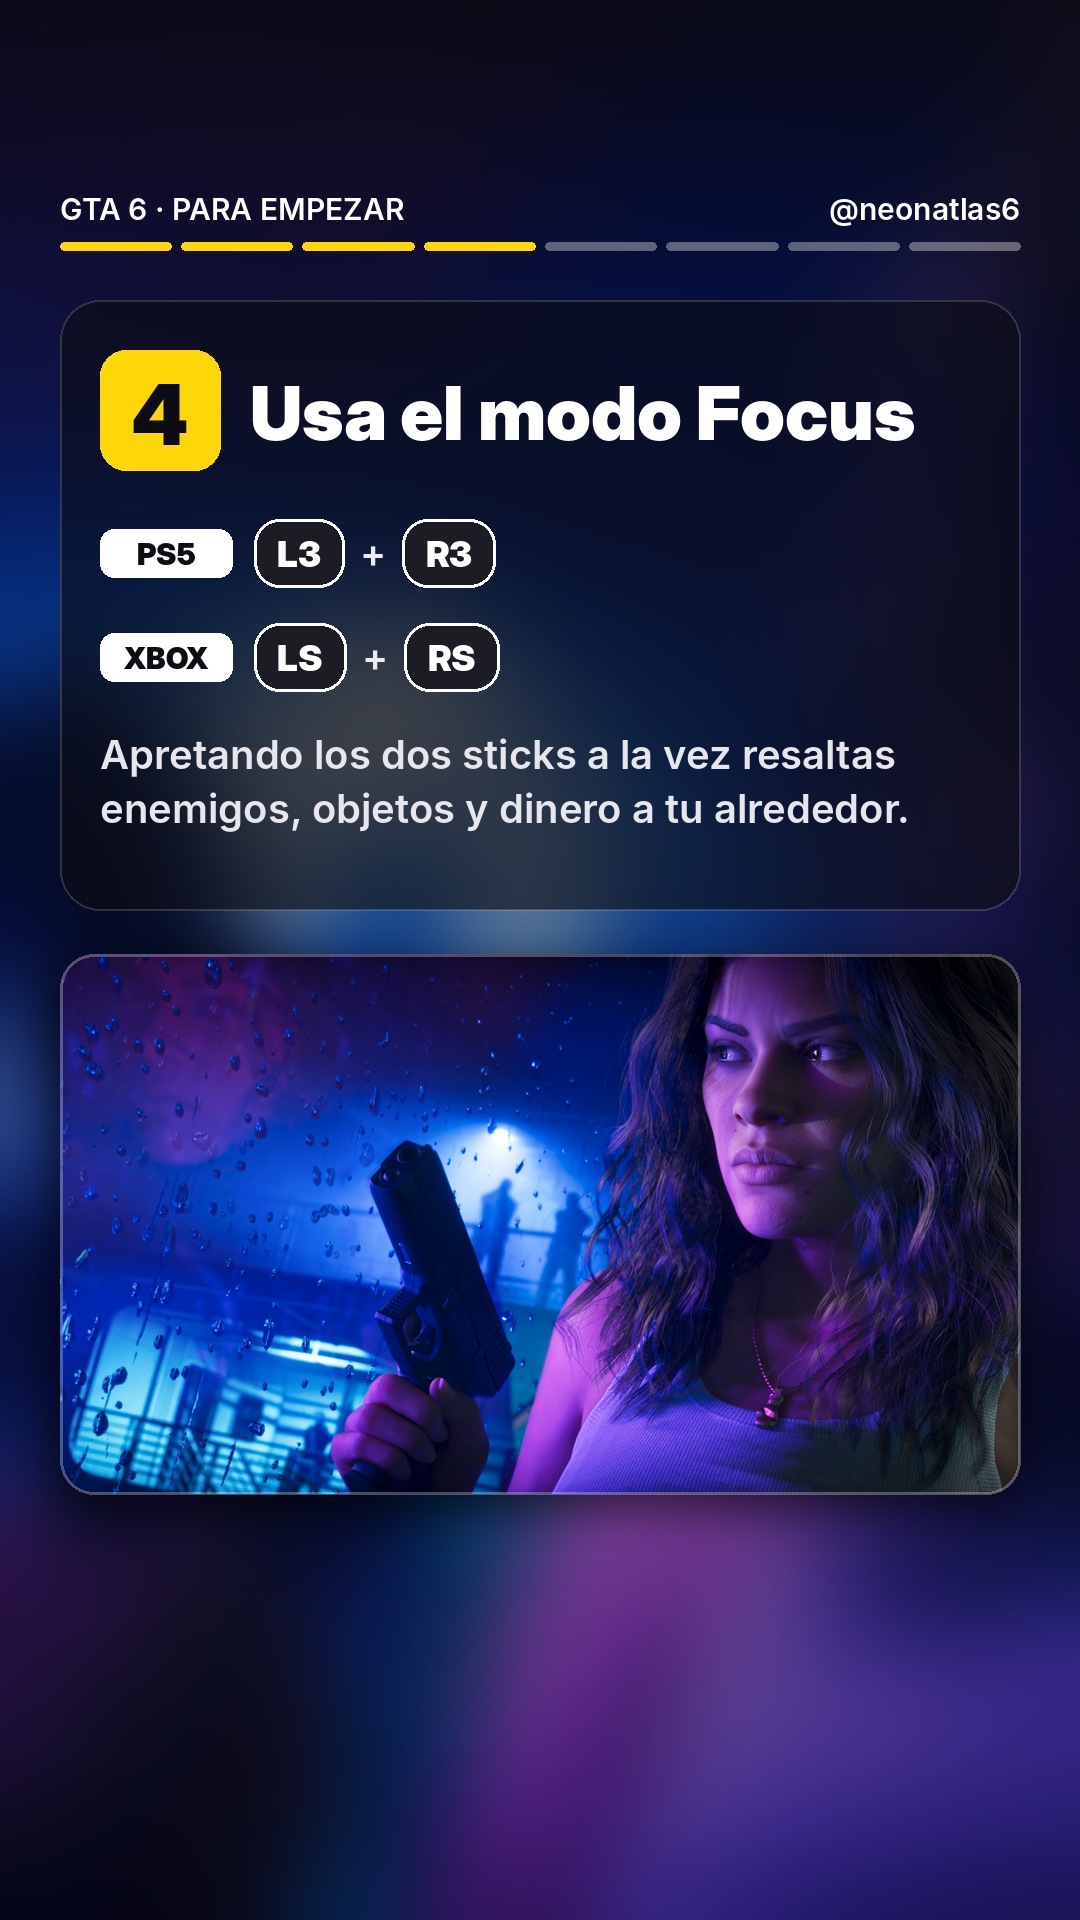 GTA 6 · PARA EMPEZAR
@neonatlas6
4 Usa el modo Focus
PS5 L3 + R3
XBOX LS + RS
Apretando los dos sticks a la vez resaltas
enemigos, objetos y dinero a tu alrededor.